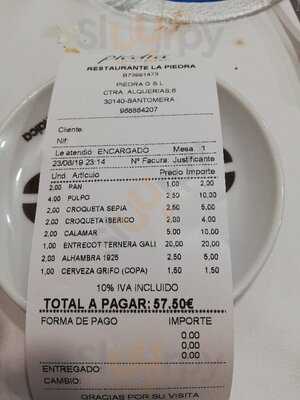 piedra
RESTAURANTE LA PIEDRA
B73661473
PIEDRA G S L
CTRA. ALQUERIAS,6
30140-SANTOMERA
968864207
Cliente
Nif:
Le atendió ENCARGADO Mesa 1
23/08/19 23:14 Nº Factura: Justificante
Und. Artículo Precio Importe
2,00 PAN 1,00 2,00
4,00 PULPO 2,50 10,00
2,00 CROQUETA SEPIA 2,50 5,00
2,00 CROQUETA IBERICO 2,00 4,00
2,00 CALAMAR 5,00 10,00
1,00 ENTRECOT TERNERA GALI 20,00 20,00
2,00 ALHAMBRA 1925 2,50 5,00
1,00 CERVEZA GRIFO (COPA) 1,50 1,50
10% IVA INCLUIDO
TOTAL A PAGAR: 57,50€
FORMA DE PAGO IMPORTE
0,00
0,00
0,00
ENTREGADO:
CAMBIO:
GRACIAS POR SU VISITA